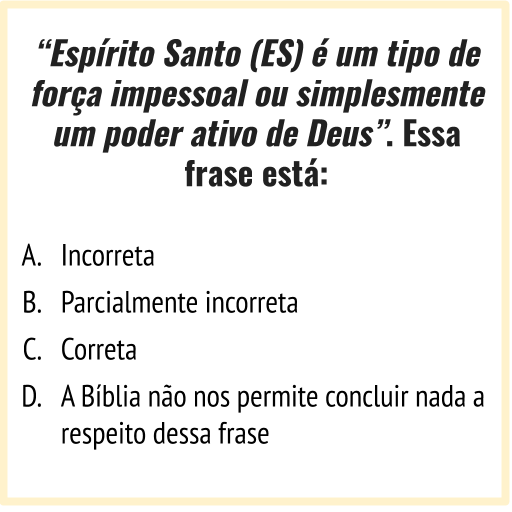 “Espírito Santo (ES) é um tipo de
força impessoal ou simplesmente
um poder ativo de Deus”. Essa
frase está:
A. Incorreta
B. Parcialmente incorreta
C. Correta
D. A Bíblia não nos permite concluir nada a
respeito dessa frase